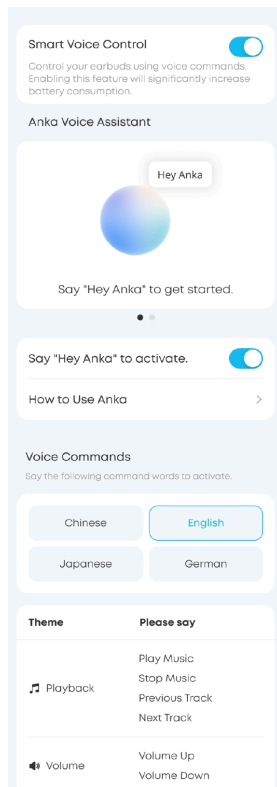 Smart Voice Control
Control your earbuds using voice commands.
Enabling this feature will significantly increase
battery consumption.
Anka Voice Assistant
Hey Anka
Say "Hey Anka" to get started.
Say "Hey Anka" to activate.
How to Use Anka
Voice Commands
Say the following command words to activate.
Chinese
English
Japanese
German
Theme
Please say
Playback
Play Music
Stop Music
Previous Track
Next Track
Volume
Volume Up
Volume Down